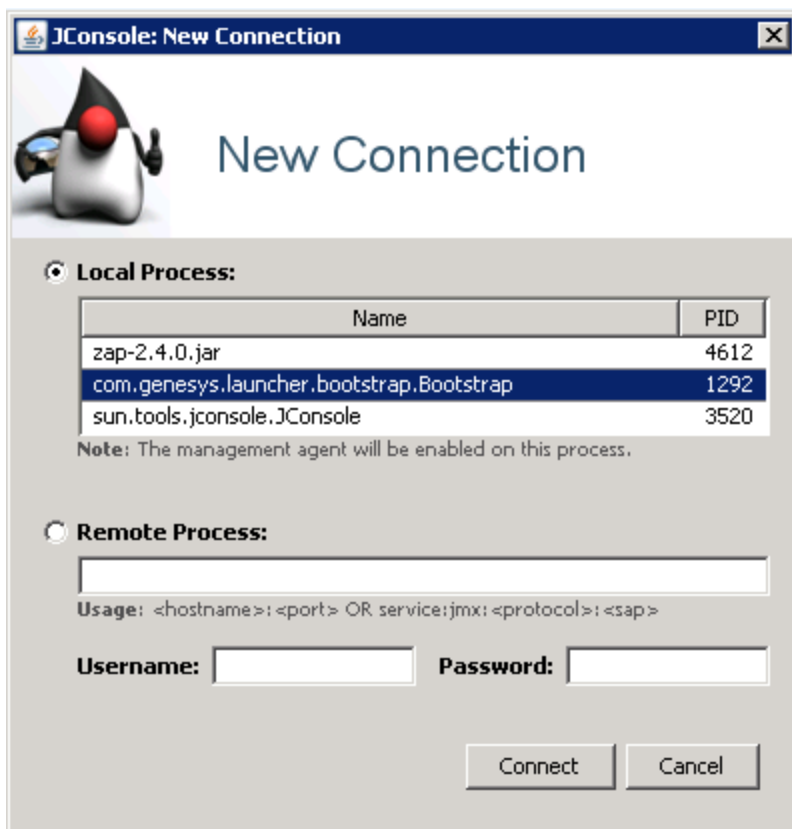 JConsole: New Connection
New Connection
Local Process:
Name PID
zap-2.4.0.jar 4612
com.genesys.launcher.bootstrap.Bootstrap 1292
sun.tools.jconsole.JConsole 3520
Note: The management agent will be enabled on this process.
Remote Process:
Usage: <hostname>:<port> OR service:jmx:<protocol>:<sap>
Username: Password:
Connect Cancel